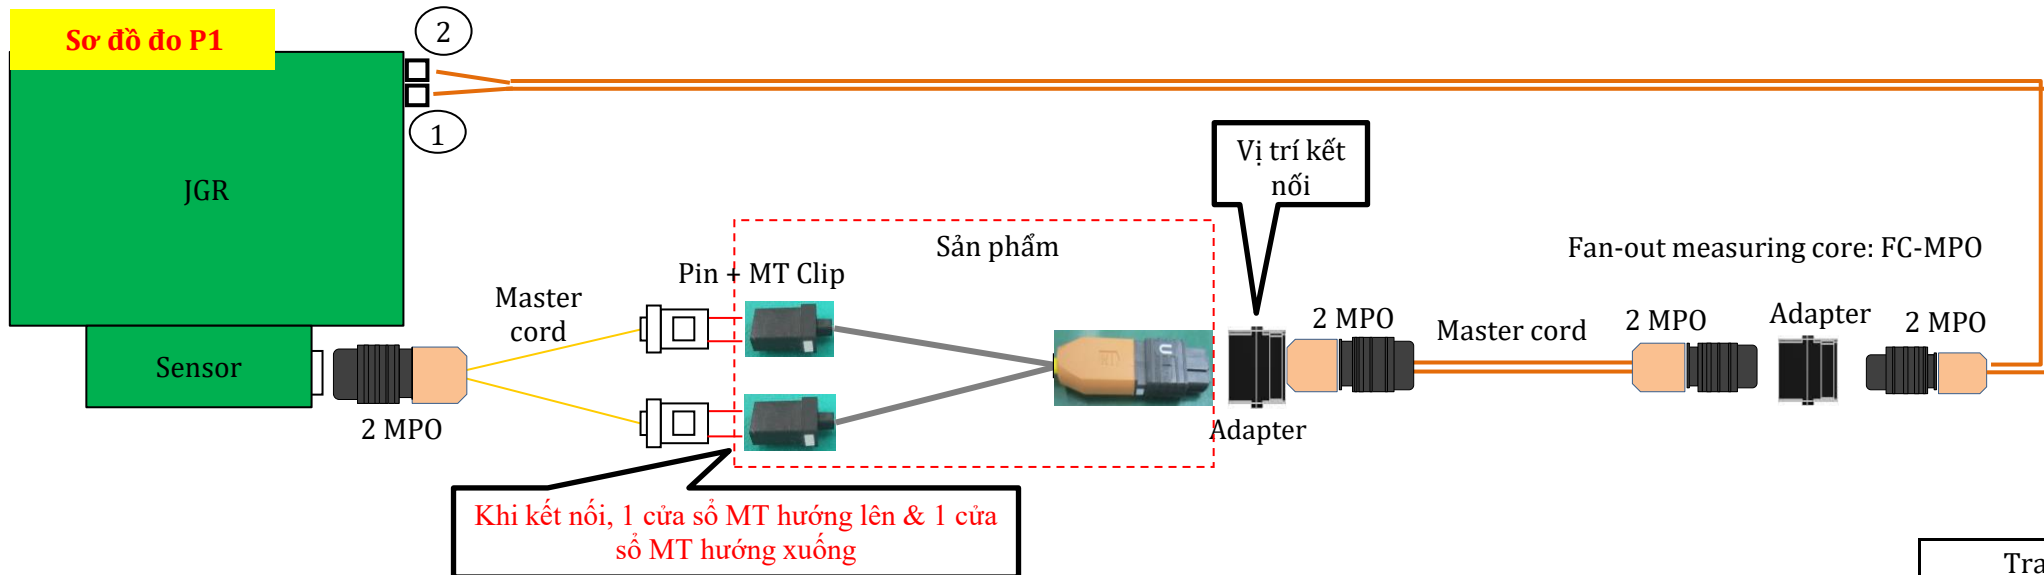 Sơ đồ đo P1
2
1
JGR
Sensor
2 MPO
Master
cord
Pin + MT Clip
Sản phẩm
Vị trí kết
nối
Adapter
2 MPO
Master cord
Fan-out measuring core: FC-MPO
2 MPO
Adapter
2 MPO
Khi kết nối, 1 cửa sổ MT hướng lên & 1 cửa
sổ MT hướng xuống